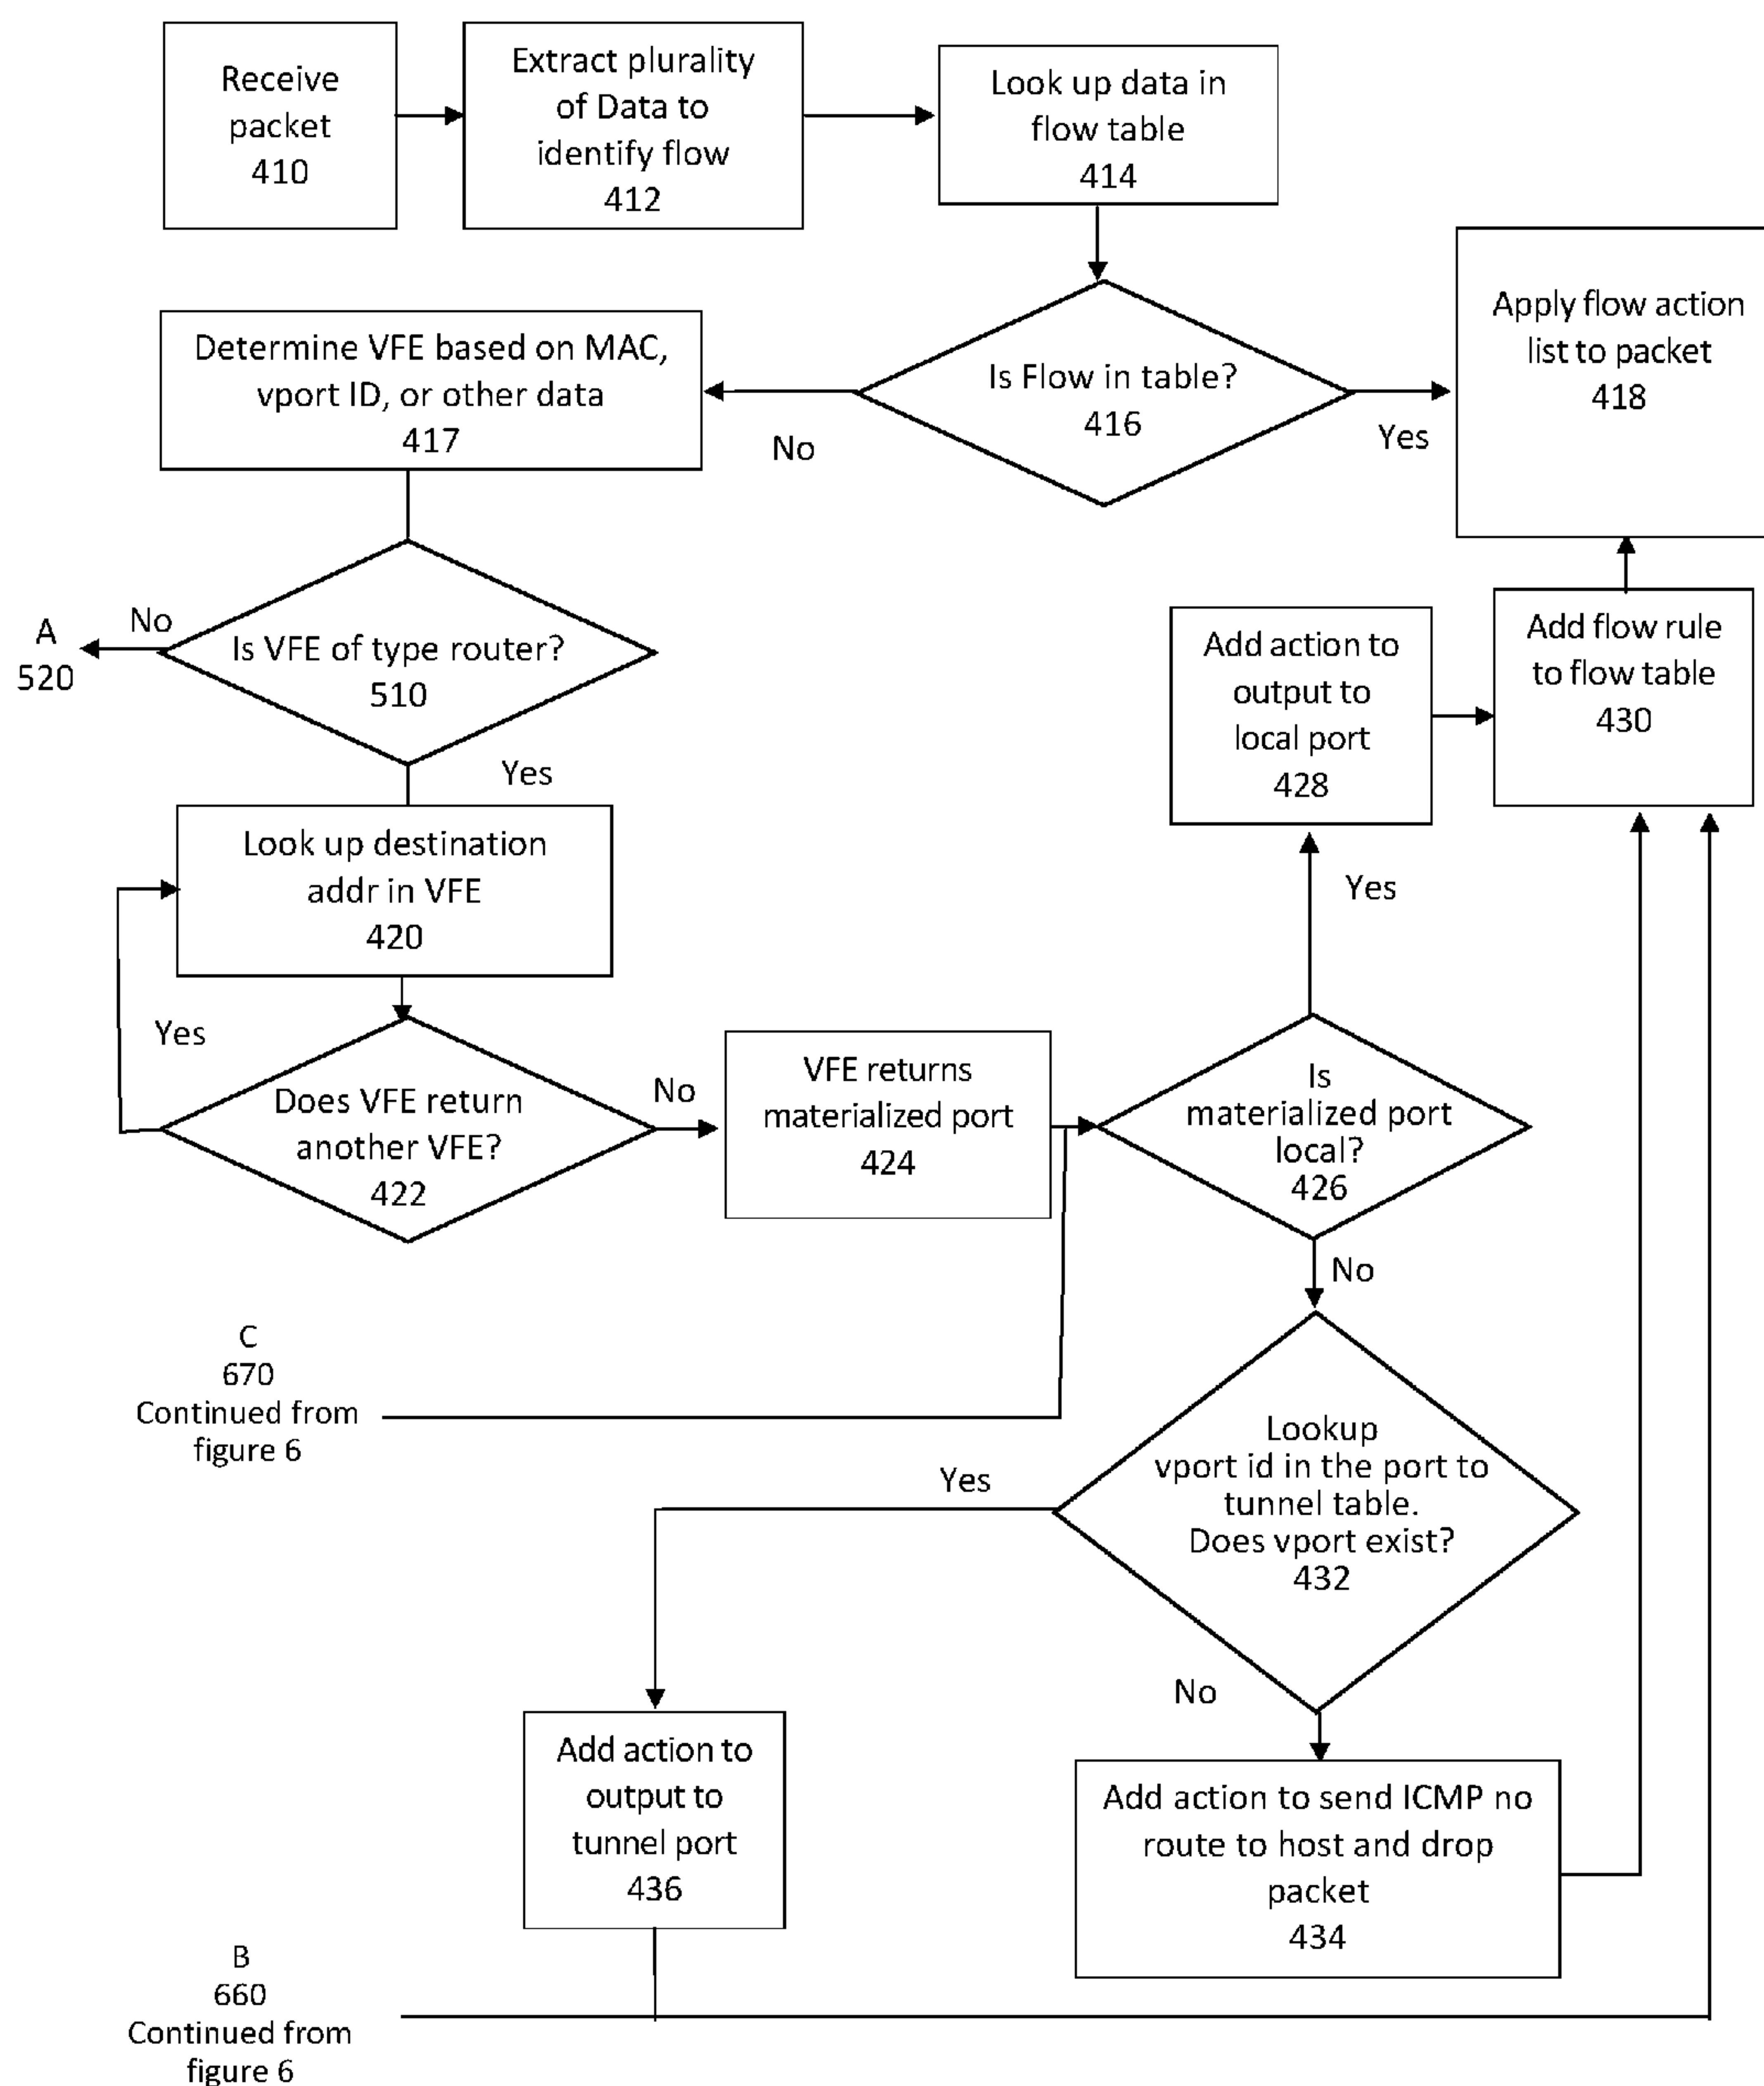 Receive
packet
410
Extract plurality
of Data to
identify flow
412
Look up data in
flow table
414
Is Flow in table?
416
Yes
No
Apply flow action
list to packet
418
Determine VFE based on MAC,
vport ID, or other data
417
Is VFE of type router?
510
No
A
520
Yes
Look up destination
addr in VFE
420
Does VFE return
another VFE?
422
Yes
No
VFE returns
materialized port
424
Is
materialized port
local?
426
Yes
Add action to
output to
local port
428
Add flow rule
to flow table
430
No
C
670
Continued from
figure 6
Lookup
vport id in the port to
tunnel table.
Does vport exist?
432
Yes
No
Add action to
output to
tunnel port
436
Add action to send ICMP no
route to host and drop
packet
434
B
660
Continued from
figure 6